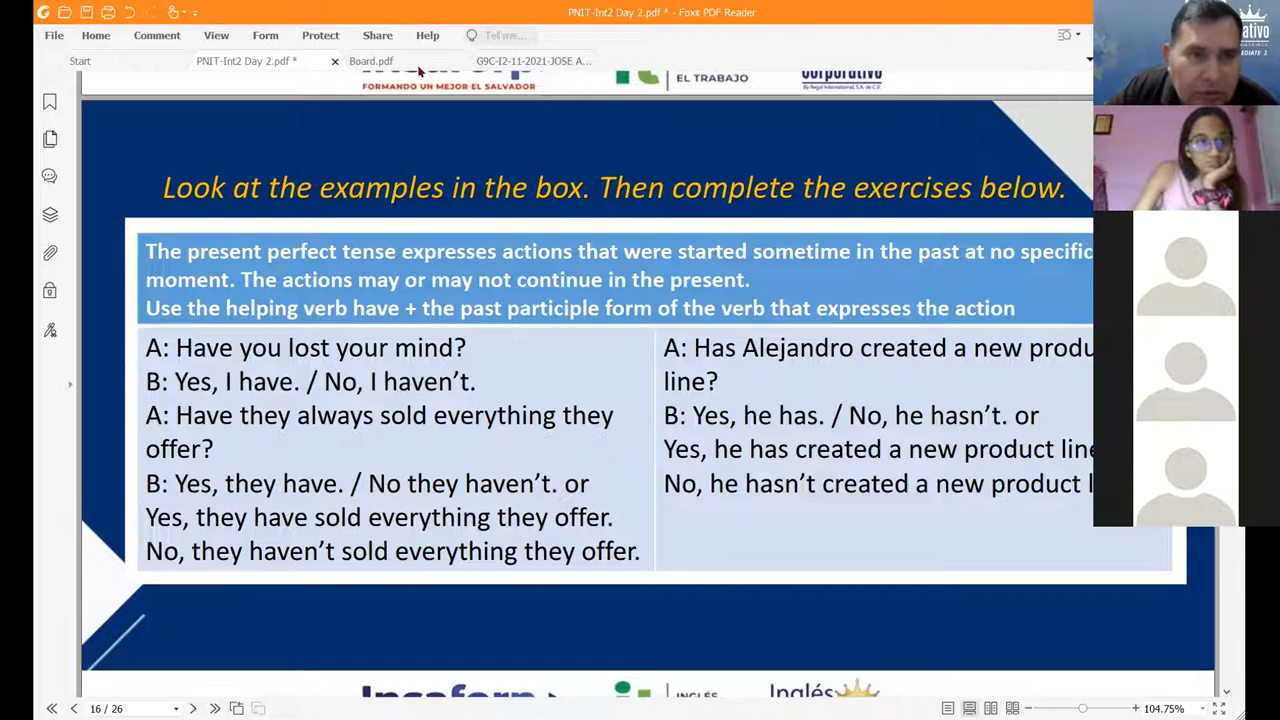 PNIT-Int2 Day 2.pdf * - Foxit PDF Reader
File Home Comment View Form Protect Share Help Tell me...
Start PNIT-Int2 Day 2.pdf * Board.pdf G9C-I2-11-2021-JOSE A...
FORMANDO UN MEJOR EL SALVADOR
EL TRABAJO
Corporativo
By Regal International, S.A. de C.V.
Look at the examples in the box. Then complete the exercises below.
The present perfect tense expresses actions that were started sometime in the past at no specific
moment. The actions may or may not continue in the present.
Use the helping verb have + the past participle form of the verb that expresses the action
A: Have you lost your mind?
B: Yes, I have. / No, I haven't.
A: Have they always sold everything they
offer?
B: Yes, they have. / No they haven't. or
Yes, they have sold everything they offer.
No, they haven't sold everything they offer.
A: Has Alejandro created a new produ
line?
B: Yes, he has. / No, he hasn't. or
Yes, he has created a new product line
No, he hasn't created a new product l
Insaforp
INGLÉS
Inglés
16 / 26
104.75%